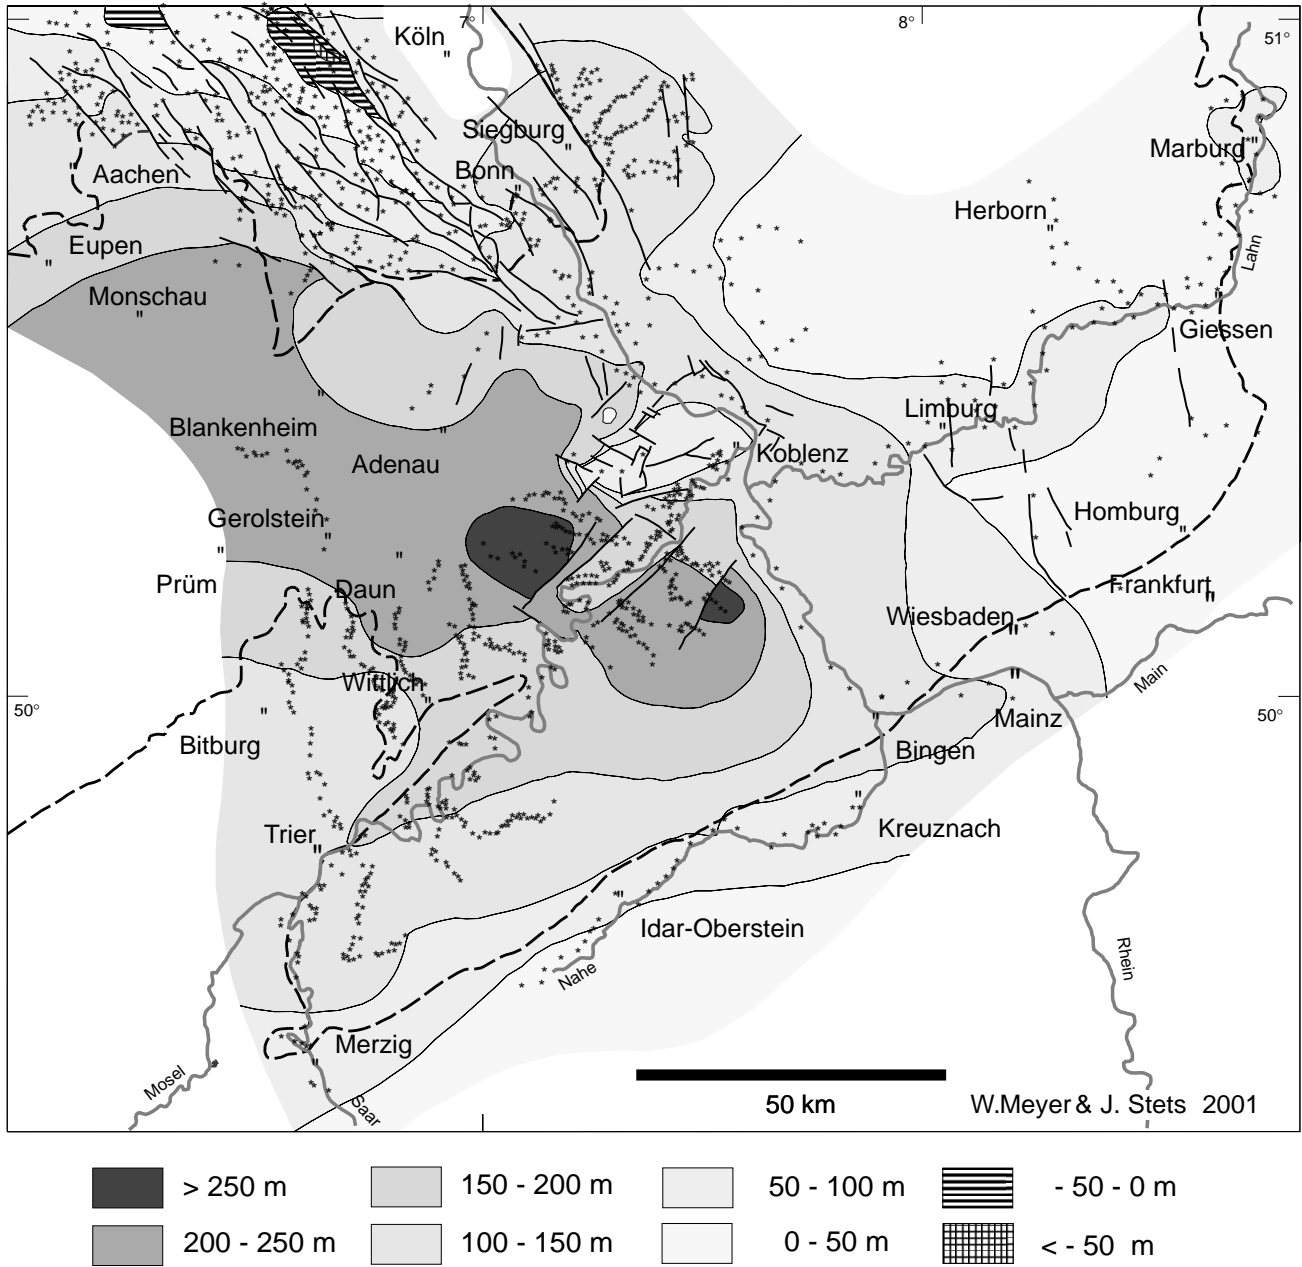 7°
8°
51°
Köln
Siegburg
Bonn
Marburg
Aachen
Herborn
Eupen
Lahn
Monschau
Giessen
Limburg
Blankenheim
Adenau
Koblenz
Gerolstein
Homburg
Prüm
Daun
Frankfurt
Wiesbaden
Wittlich
Main
50°
50°
Mainz
Bitburg
Bingen
Trier
Kreuznach
Idar-Oberstein
Rhein
Nahe
Merzig
Mosel
Saar
50 km
W.Meyer & J. Stets 2001
> 250 m
150 - 200 m
50 - 100 m
- 50 - 0 m
200 - 250 m
100 - 150 m
0 - 50 m
< - 50 m